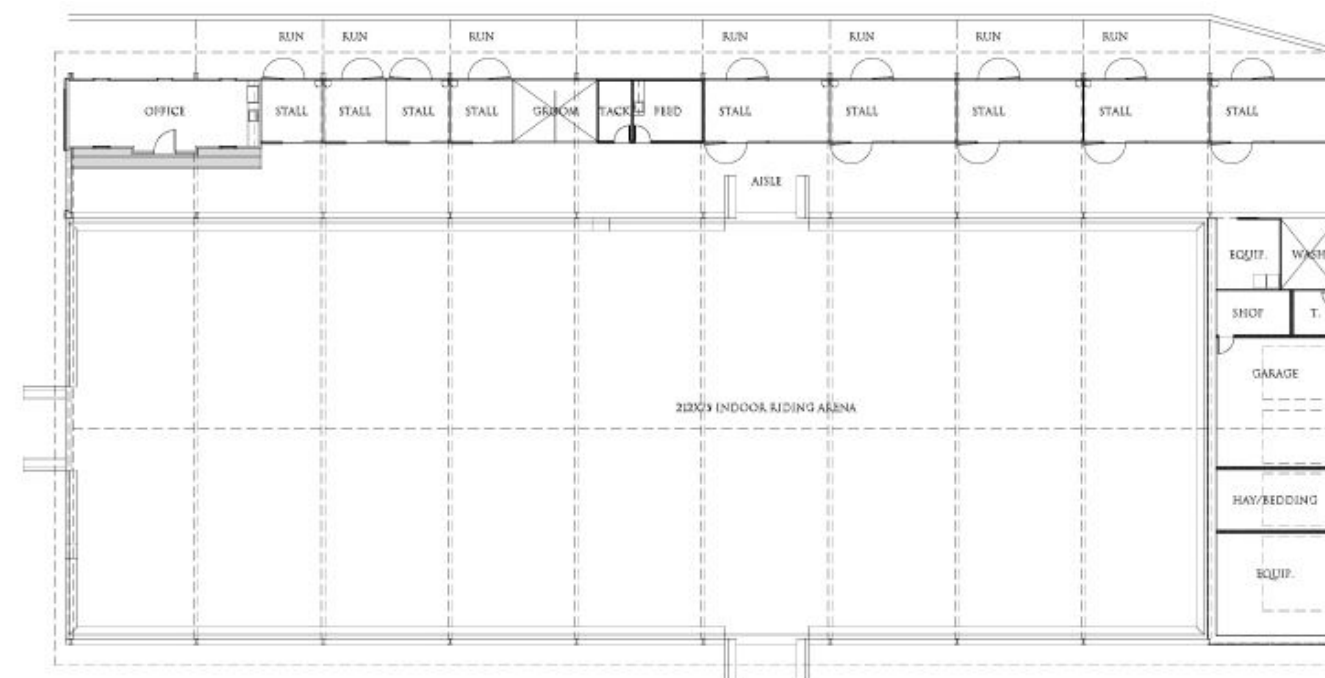 RUN RUN RUN RUN RUN RUN RUN
OFFICE STALL STALL STALL STALL GROOM TACK FEED STALL STALL STALL STALL STALL
AISLE
EQUIP. WASH
SHOP T.
GARAGE
INDOOR RIDING ARENA
HAY/BEDDING
EQUIP.